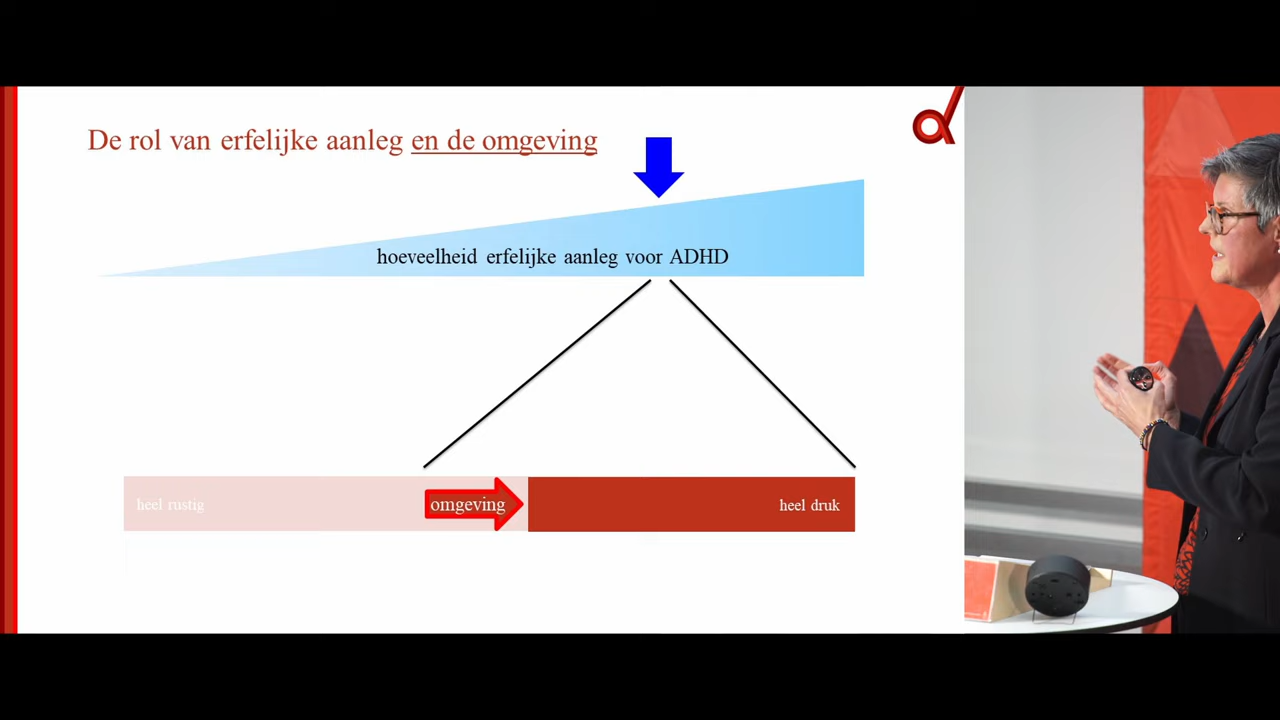 De rol van erfelijke aanleg en de omgeving
hoeveelheid erfelijke aanleg voor ADHD
heel rustig
omgeving
heel druk